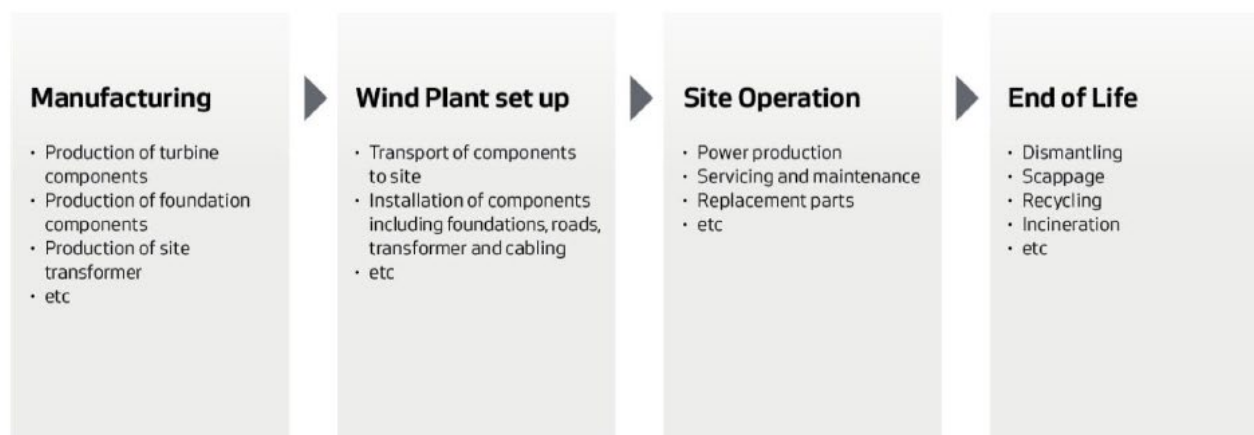 Manufacturing
• Production of turbine
components
• Production of foundation
components
• Production of site
transformer
• etc
Wind Plant set up
• Transport of components
to site
• Installation of components
including foundations, roads,
transformer and cabling
• etc
Site Operation
• Power production
• Servicing and maintenance
• Replacement parts
• etc
End of Life
• Dismantling
• Scappage
• Recycling
• Incineration
• etc